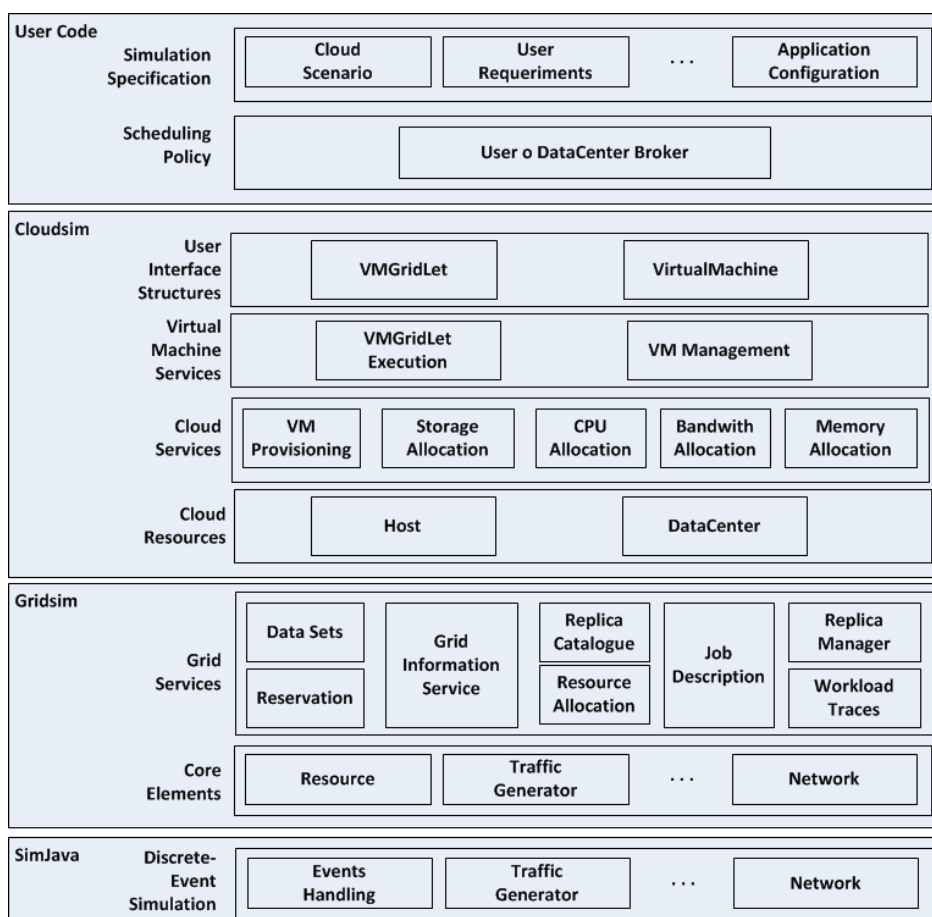 User Code
Simulation
Specification
Cloud
Scenario
User
Requeriments
...
Application
Configuration
Scheduling
Policy
User o DataCenter Broker
Cloudsim
User
Interface
Structures
VMGridLet
VirtualMachine
Virtual
Machine
Services
VMGridLet
Execution
VM Management
Cloud
Services
VM
Provisioning
Storage
Allocation
CPU
Allocation
Bandwith
Allocation
Memory
Allocation
Cloud
Resources
Host
DataCenter
Gridsim
Grid
Services
Data Sets
Reservation
Grid
Information
Service
Replica
Catalogue
Resource
Allocation
Job
Description
Replica
Manager
Workload
Traces
Core
Elements
Resource
Traffic
Generator
...
Network
SimJava
Discrete-
Event
Simulation
Events
Handling
Traffic
Generator
...
Network